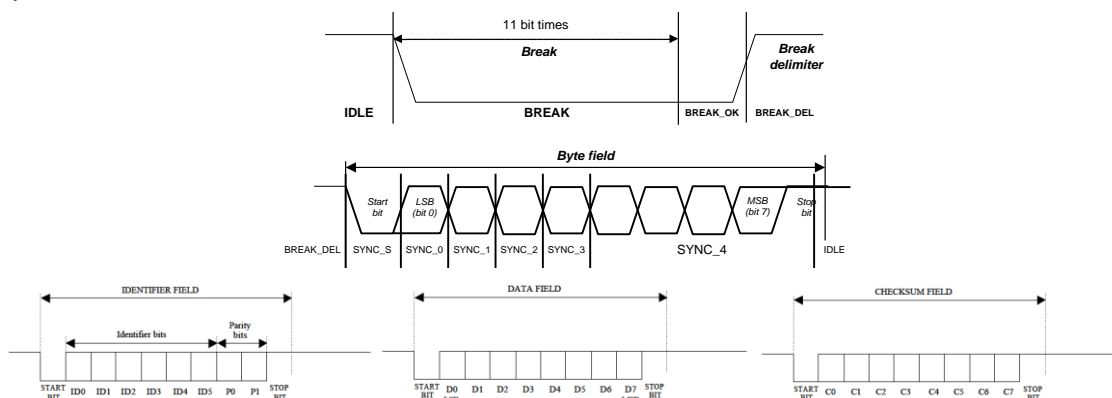 11 bit times
Break
Break
delimiter
IDLE
BREAK
BREAK_OK
BREAK_DEL
Byte field
Start
bit
LSB
(bit 0)
MSB
(bit 7)
Stop
bit
BREAK_DEL SYNC_S SYNC_0 SYNC_1 SYNC_2 SYNC_3 SYNC_4 IDLE
IDENTIFIER FIELD
Identifier bits
Parity
bits
START
BIT
ID0 ID1 ID2 ID3 ID4 ID5 P0 P1
STOP
BIT
DATA FIELD
START
BIT
D0 D1 D2 D3 D4 D5 D6 D7
STOP
BIT
CHECKSUM FIELD
START
BIT
C0 C1 C2 C3 C4 C5 C6 C7
STOP
BIT